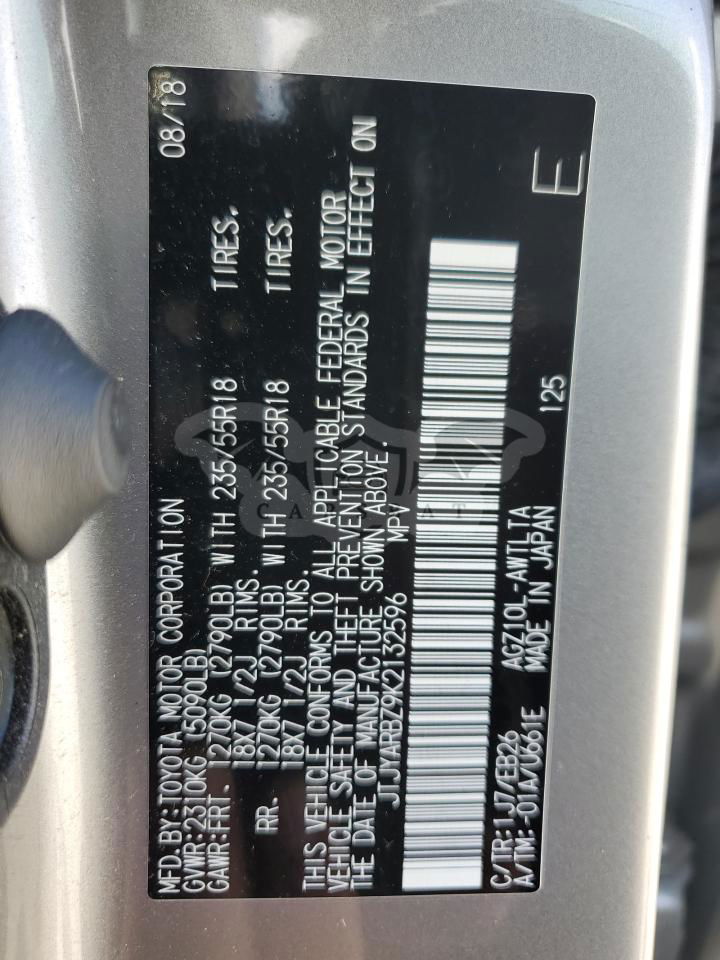 MFD.BY:TOYOTA MOTOR CORPORATION 08/18
GVWR:2310KG (5090LB)
GAWR:FRT. 1270KG (2790LB) WITH 235/55R18 TIRES.
18X7 1/2J RIMS.
RR. 1270KG (2790LB) WITH 235/55R18 TIRES.
18X7 1/2J RIMS.
THIS VEHICLE CONFORMS TO ALL APPLICABLE FEDERAL MOTOR
VEHICLE SAFETY AND THEFT PREVENTION STANDARDS IN EFFECT ON
THE DATE OF MANUFACTURE SHOWN ABOVE.
JTJYARBZ9K2132596 MPV
C/TR:1J7/EB26 AGZ10L-AWTLTA 125 E
A/TM:-01A/U661E MADE IN JAPAN